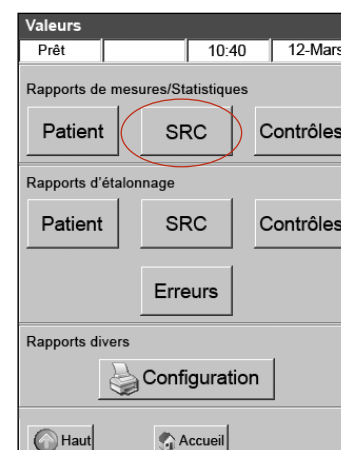 Valeurs
Prêt 10:40 12-Mars
Rapports de mesures/Statistiques
Patient SRC Contrôles
Rapports d'étalonnage
Patient SRC Contrôles
Erreurs
Rapports divers
Configuration
Haut Accueil